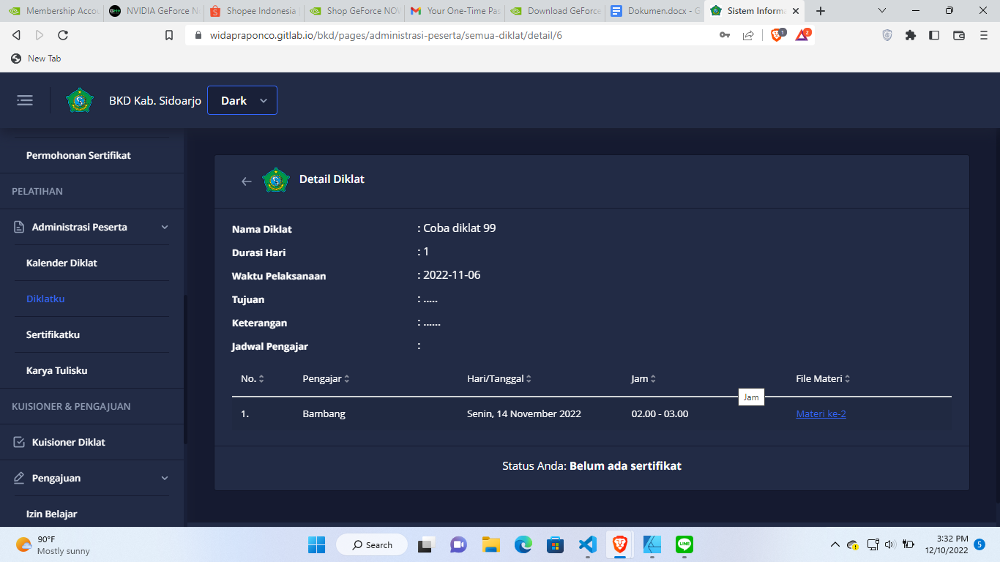 Membership Accou
NVIDIA GeForce N
Shopee Indonesia
Shop GeForce NOW
Your One-Time Pas
Download GeForce
Dokumen.docx - G
Sistem Informa
widapraponco.gitlab.io/bkd/pages/administrasi-peserta/semua-diklat/detail/6
1
2
New Tab
BKD Kab. Sidoarjo
Dark
Permohonan Sertifikat
PELATIHAN
Administrasi Peserta
Kalender Diklat
Diklatku
Sertifikatku
Karya Tulisku
KUISIONER & PENGAJUAN
Kuisioner Diklat
Pengajuan
Izin Belajar
Detail Diklat
Nama Diklat : Coba diklat 99
Durasi Hari : 1
Waktu Pelaksanaan : 2022-11-06
Tujuan : .....
Keterangan : ......
Jadwal Pengajar :
No. Pengajar Hari/Tanggal Jam File Materi
Jam
1. Bambang Senin, 14 November 2022 02.00 - 03.00 Materi ke-2
Status Anda: Belum ada sertifikat
90°F
Mostly sunny
Search
LINE
3:32 PM
12/10/2022
5